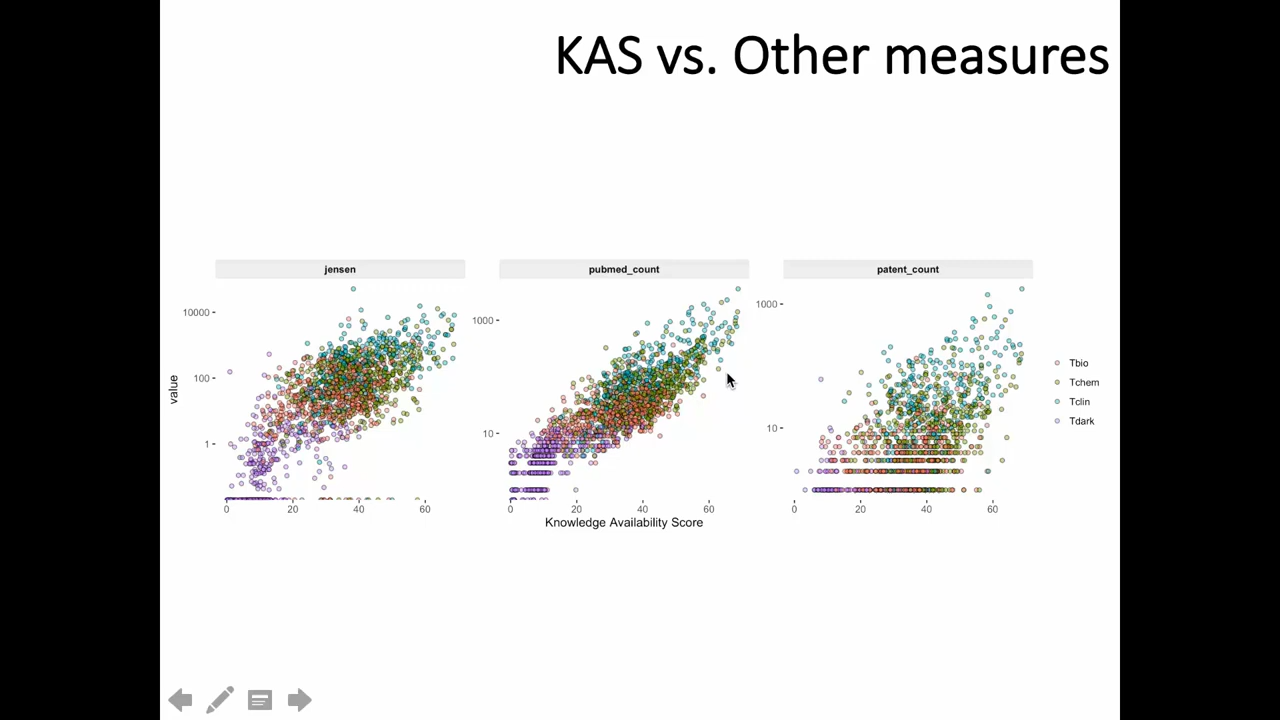 KAS vs. Other measures
jensen
pubmed_count
patent_count
value
10000
100
1
1000
10
1000
10
0 20 40 60
0 20 40 60
0 20 40 60
Knowledge Availability Score
Tbio
Tchem
Tclin
Tdark